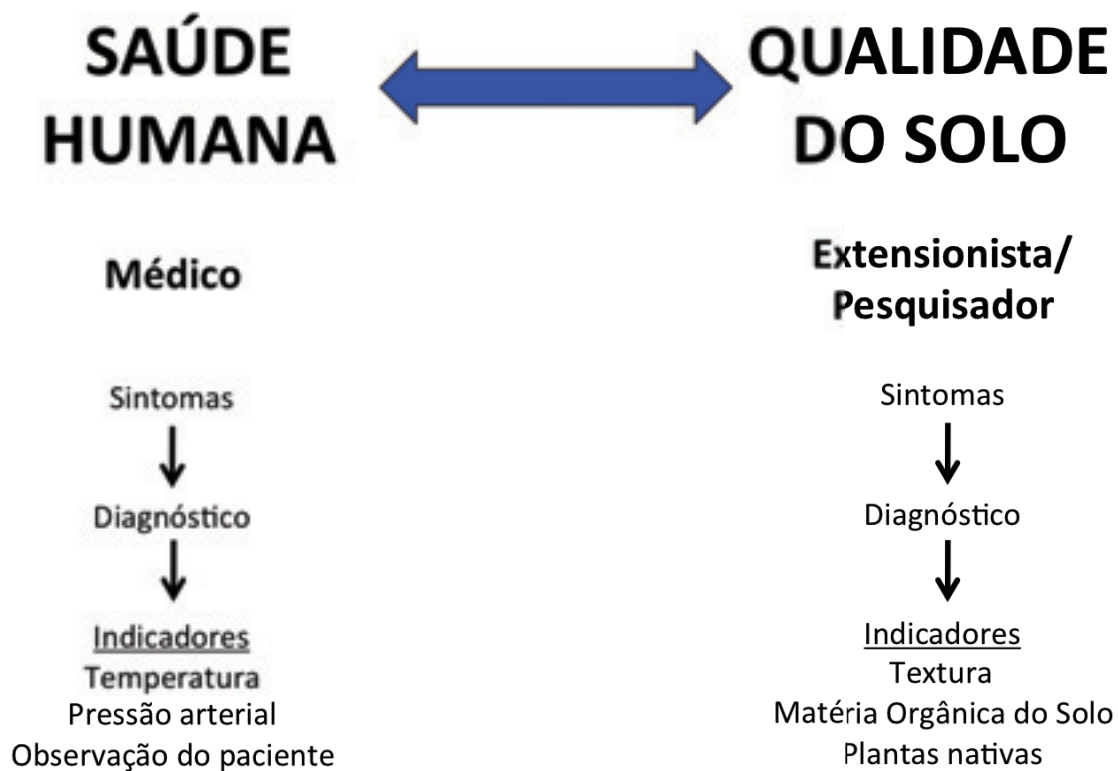 SAÚDE
HUMANA
Médico
Sintomas
Diagnóstico
Indicadores
Temperatura
Pressão arterial
Observação do paciente
QUALIDADE
DO SOLO
Extensionista/
Pesquisador
Sintomas
Diagnóstico
Indicadores
Textura
Matéria Orgânica do Solo
Plantas nativas